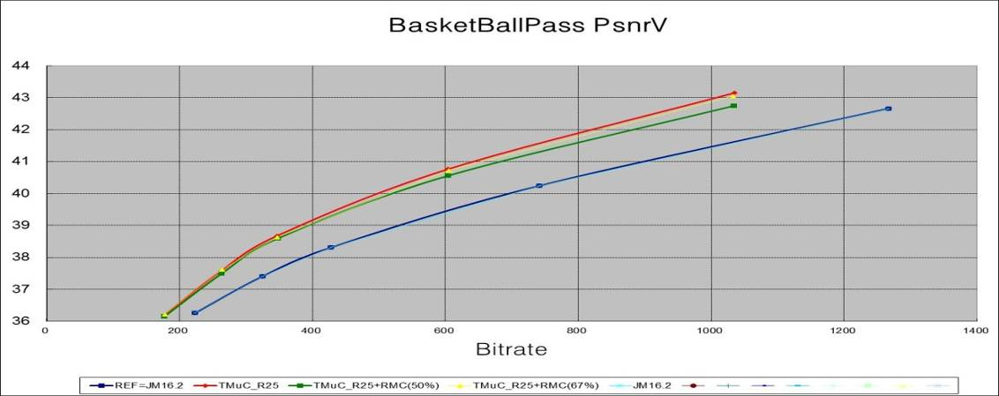 BasketBallPass PsnrV
44
43
42
41
40
39
38
37
36
0 200 400 600 800 1000 1200 1400
Bitrate
REF=JM16.2 TMuC_R25 TMuC_R25+RMC(50%) TMuC_R25+RMC(67%) JM16.2